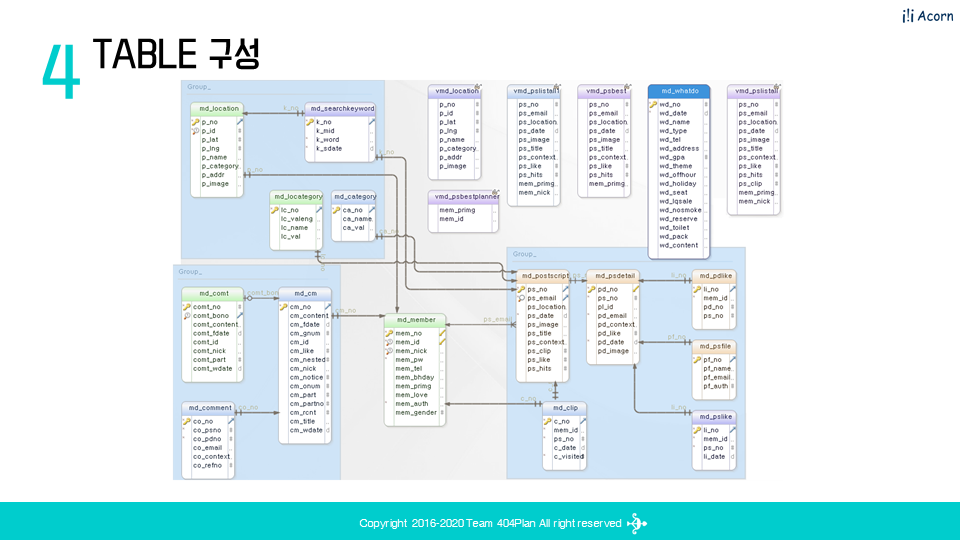 Acorn
4
TABLE 구성
Group_
md_location
p_no
p_id
p_lat
p_lng
p_name
p_category
p_addr
p_image
k_no
md_searchkeyword
k_no
k_mid
k_word
k_sdate
k_no
md_locategory
lc_no
lc_valeng
lc_name
lc_val
md_category
ca_no
ca_name
ca_val
vmd_location
p_no
p_id
p_lat
p_lng
p_name
p_category
p_addr
p_image
vmd_pslistall
ps_no
ps_email
ps_location
ps_date
ps_image
ps_title
ps_context
ps_like
ps_hits
mem_primg
mem_nick
vmd_psbest
ps_no
ps_email
ps_location
ps_date
ps_image
ps_title
ps_context
ps_like
ps_hits
mem_primg
md_whatdo
wd_no
wd_date
wd_name
wd_type
wd_tel
wd_address
wd_gpa
wd_theme
wd_offhour
wd_holiday
wd_seat
wd_lqsale
wd_nosmoke
wd_reserve
wd_toilet
wd_pack
wd_content
vmd_pslistall
ps_no
ps_email
ps_location
ps_date
ps_image
ps_title
ps_context
ps_like
ps_hits
ps_clip
mem_primg
mem_nick
vmd_psbestplanner
mem_primg
mem_id
Group_
md_comt
comt_no
comt_bono
comt_content
comt_fdate
comt_id
comt_nick
comt_part
comt_wdate
md_cm
cm_no
cm_content
cm_fdate
cm_gnum
cm_id
cm_like
cm_nested
cm_nick
cm_notice
cm_onum
cm_part
cm_partno
cm_rcnt
cm_title
cm_wdate
cm_no
md_comment
co_no
co_psno
co_pdno
co_email
co_context
co_refno
co_no
md_member
mem_no
mem_id
mem_nick
mem_pw
mem_tel
mem_bhday
mem_primg
mem_love
mem_auth
mem_gender
ps_email
c_no
Group_
md_postscript
ps_no
ps_email
ps_location
ps_date
ps_image
ps_title
ps_context
ps_clip
ps_like
ps_hits
md_psdetail
pd_no
ps_no
pl_id
pd_email
pd_context
pd_like
pd_date
pd_image
md_pdlike
li_no
mem_id
pd_no
ps_no
pf_no
md_psfile
pf_no
pf_name
pf_email
pf_auth
md_pslike
li_no
mem_id
ps_no
li_date
md_clip
c_no
mem_id
ps_no
c_date
c_visited
Copyright 2016-2020 Team 404Plan All right reserved